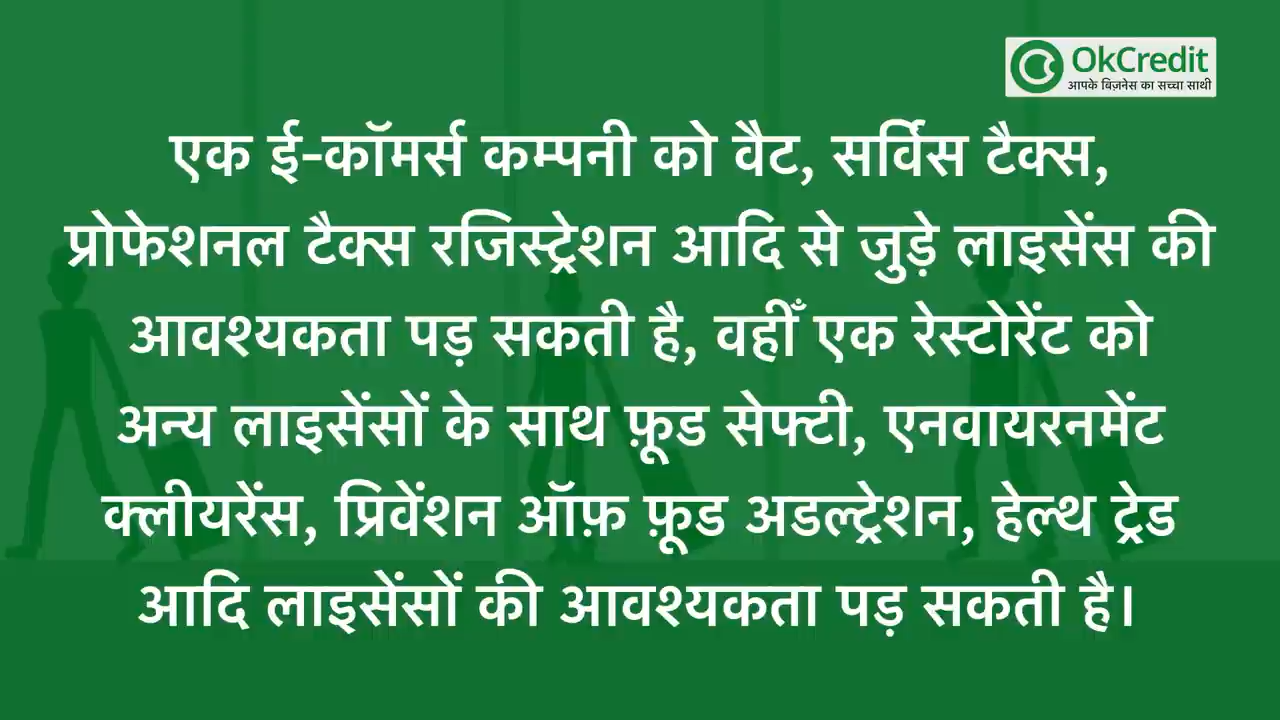 OkCredit
आपके बिज़नेस का सच्चा साथी
एक ई-कॉमर्स कम्पनी को वैट, सर्विस टैक्स,
प्रोफेशनल टैक्स रजिस्ट्रेशन आदि से जुड़े लाइसेंस की
आवश्यकता पड़ सकती है, वहीँ एक रेस्टोरेंट को
अन्य लाइसेंसों के साथ फ़ूड सेफ्टी, एनवायरनमेंट
क्लीयरेंस, प्रिवेंशन ऑफ़ फ़ूड अडल्ट्रेशन, हेल्थ ट्रेड
आदि लाइसेंसों की आवश्यकता पड़ सकती है।